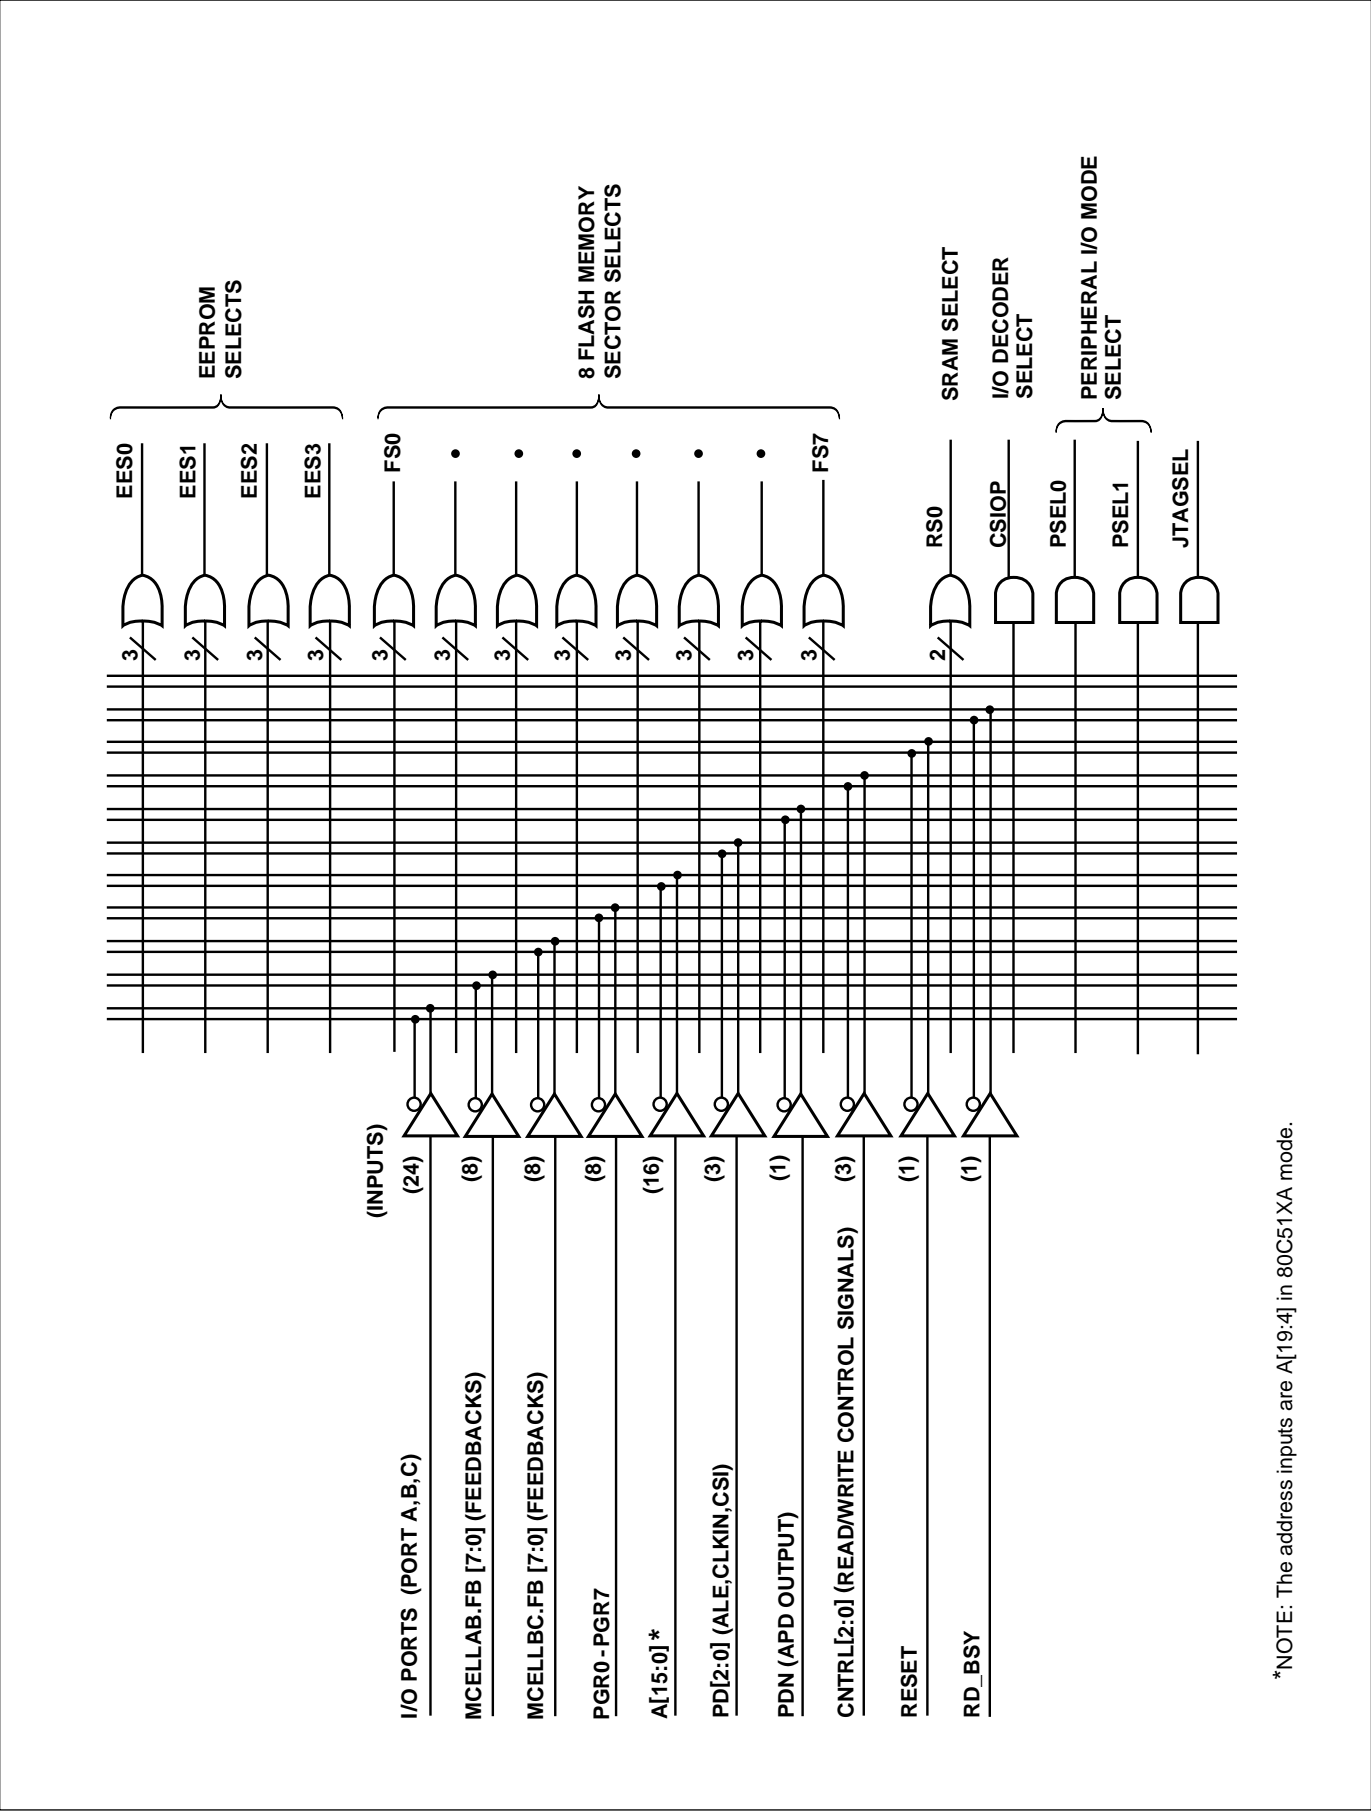 (INPUTS)
I/O PORTS (PORT A,B,C)
(24)
MCELLAB.FB [7:0] (FEEDBACKS)
(8)
MCELLBC.FB [7:0] (FEEDBACKS)
(8)
PGR0 - PGR7
(8)
A[15:0] *
(16)
PD[2:0] (ALE,CLKIN,CSI)
(3)
PDN (APD OUTPUT)
(1)
CNTRL[2:0] (READ/WRITE CONTROL SIGNALS)
(3)
RESET
(1)
RD_BSY
(1)
3
EES0
3
EES1
3
EES2
3
EES3
EEPROM
SELECTS
3
FS0
3
3
3
3
3
3
3
FS7
8 FLASH MEMORY
SECTOR SELECTS
2
RS0
SRAM SELECT
CSIOP
I/O DECODER
SELECT
PSEL0
PSEL1
PERIPHERAL I/O MODE
SELECT
JTAGSEL
*NOTE: The address inputs are A[19:4] in 80C51XA mode.